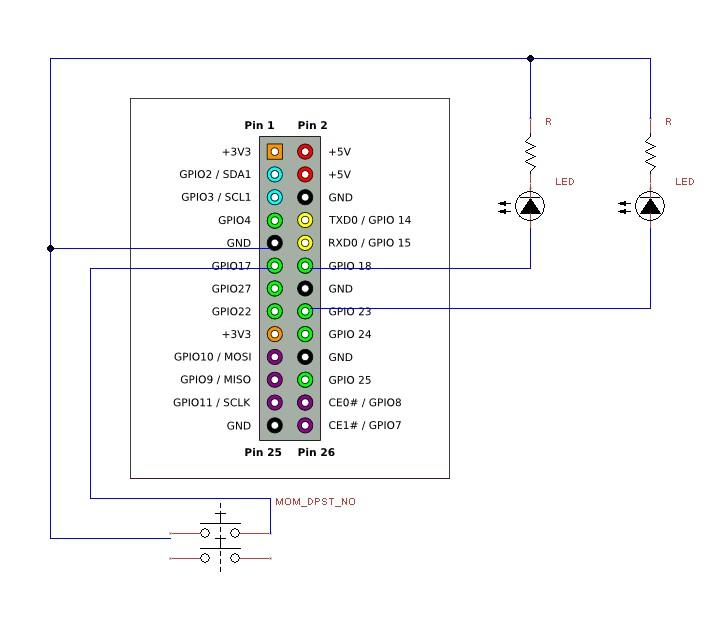 R R
LED LED
Pin 1 Pin 2
+3V3 +5V
GPIO2 / SDA1 +5V
GPIO3 / SCL1 GND
GPIO4 TXD0 / GPIO 14
GND RXD0 / GPIO 15
GPIO17 GPIO 18
GPIO27 GND
GPIO22 GPIO 23
+3V3 GPIO 24
GPIO10 / MOSI GND
GPIO9 / MISO GPIO 25
GPIO11 / SCLK CE0# / GPIO8
GND CE1# / GPIO7
Pin 25 Pin 26
MOM_DPST_NO